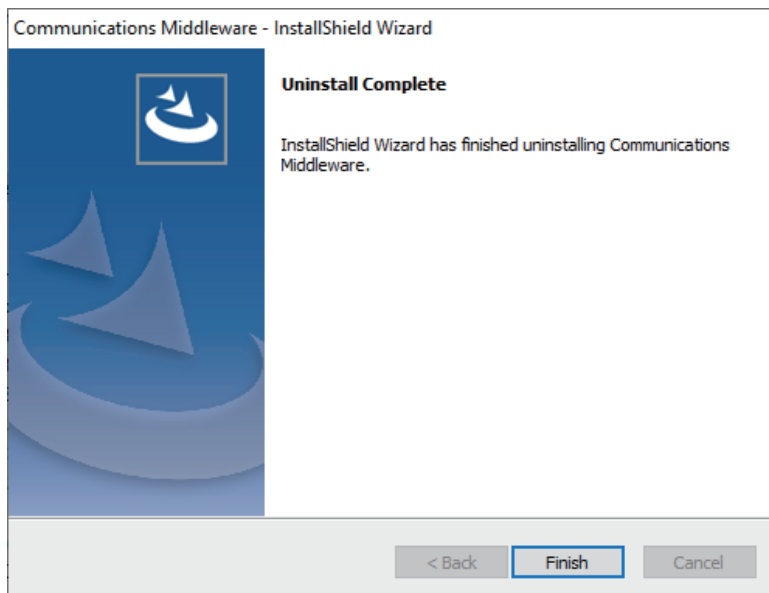 Communications Middleware - InstallShield Wizard
Uninstall Complete
InstallShield Wizard has finished uninstalling Communications
Middleware.
< Back
Finish
Cancel